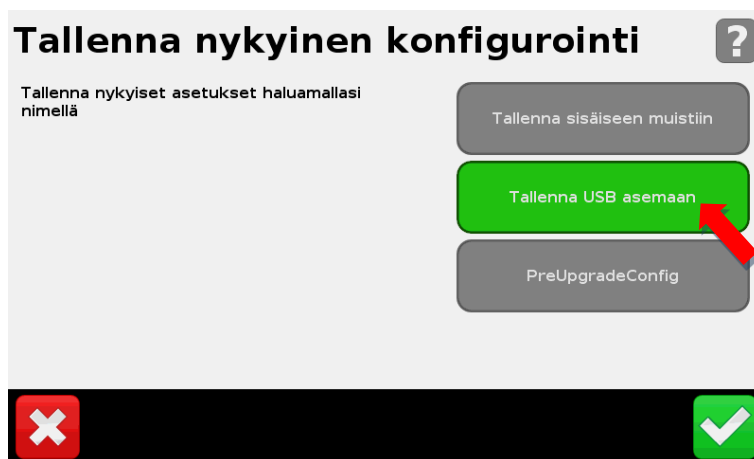 Tallenna nykyinen konfigurointi
?
Tallenna nykyiset asetukset haluamallasi
nimellä
Tallenna sisäiseen muistiin
Tallenna USB asemaan
PreUpgradeConfig